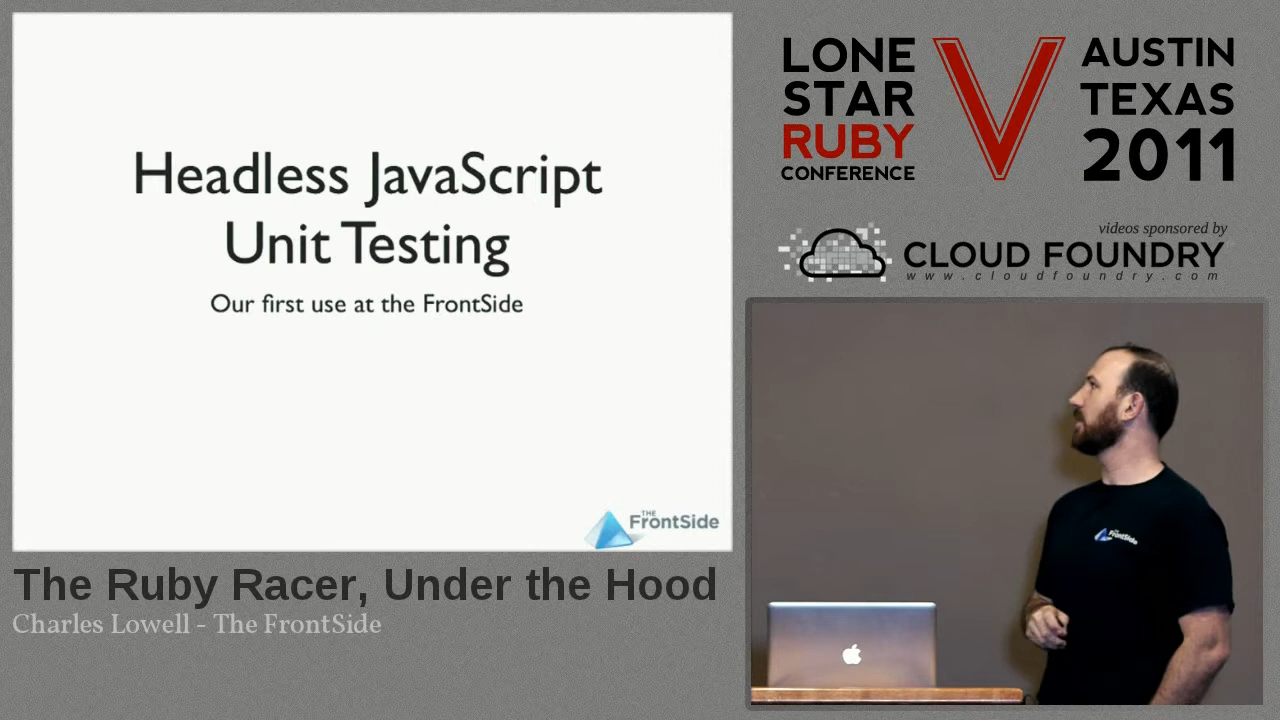 Headless JavaScript
Unit Testing
Our first use at the FrontSide
THE
FrontSide
The Ruby Racer, Under the Hood
Charles Lowell - The FrontSide
LONE
STAR
RUBY
CONFERENCE
V
AUSTIN
TEXAS
2011
videos sponsored by
CLOUD FOUNDRY
www.cloudfoundry.com
FrontSide